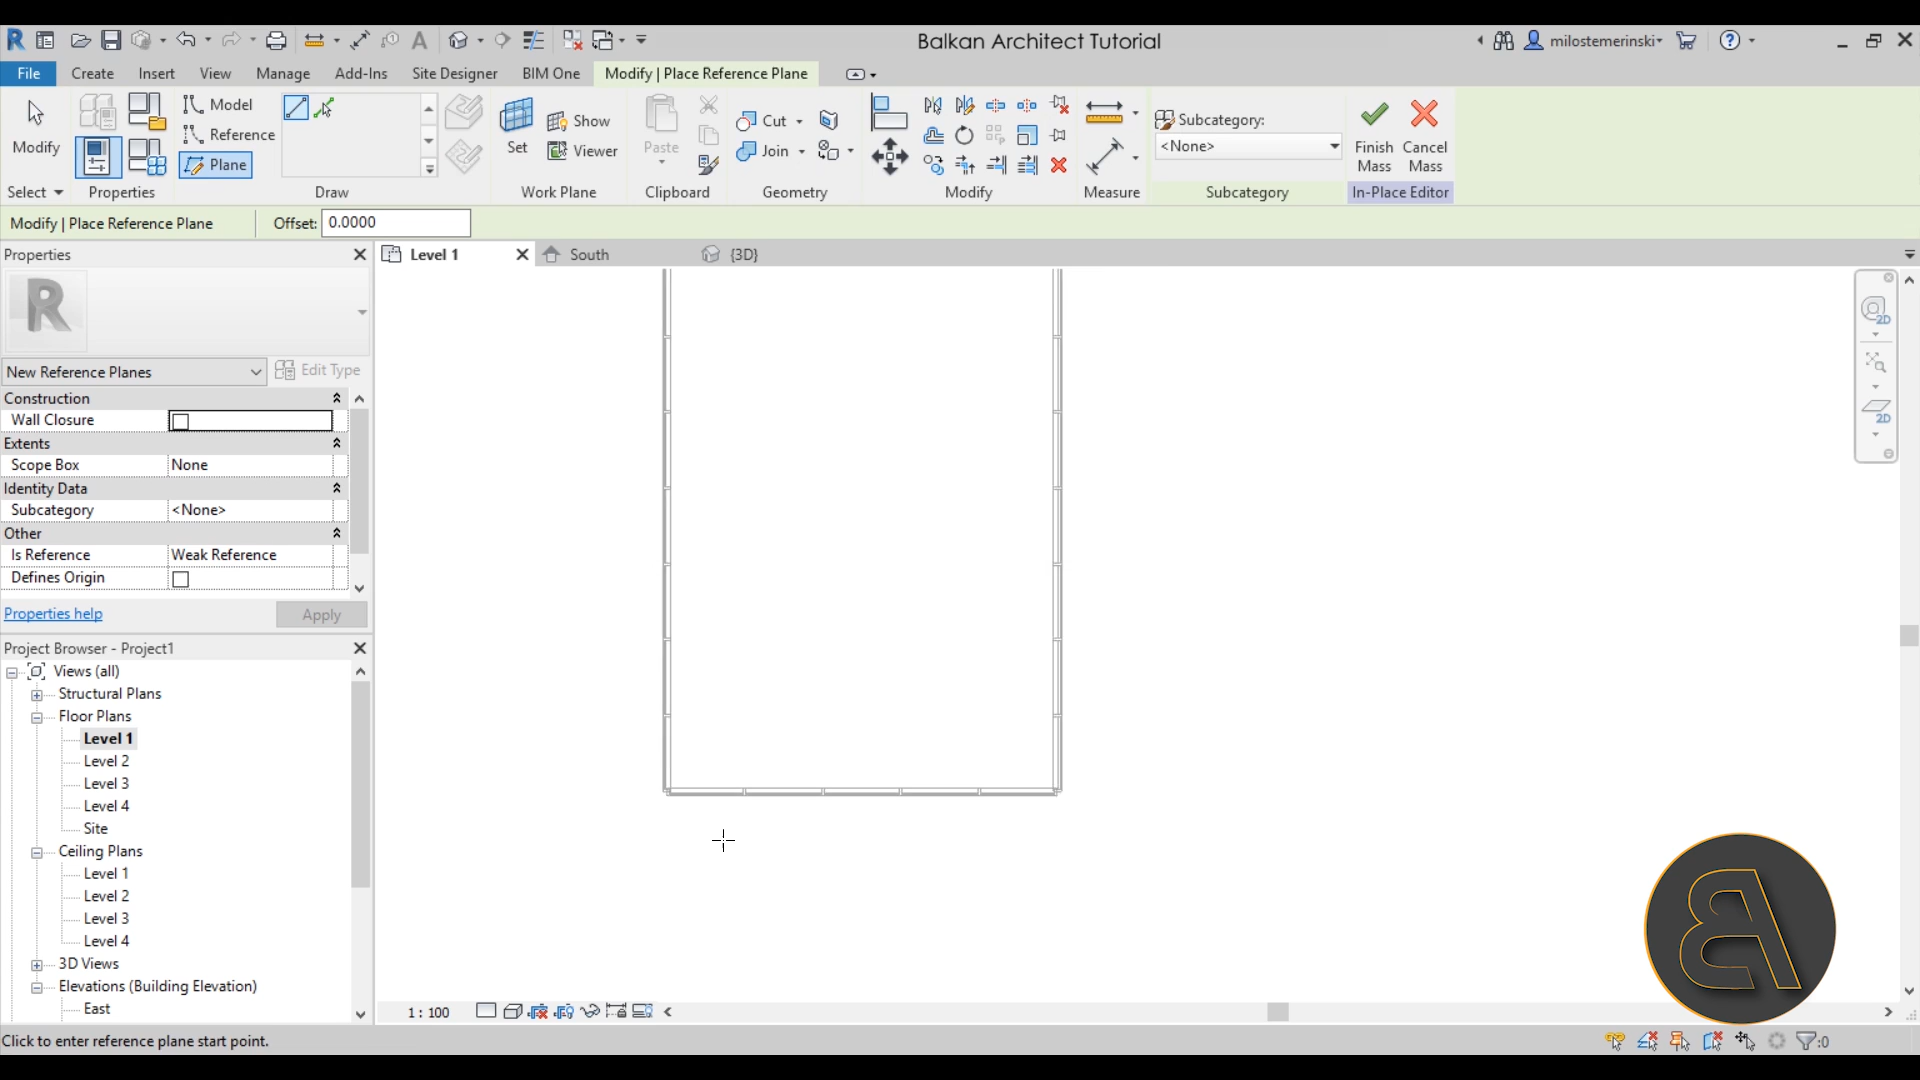 Balkan Architect Tutorial
milostemerinski
File Create Insert View Manage Add-Ins Site Designer BIM One Modify | Place Reference Plane
Modify
Model
Reference
Plane
Set
Show
Viewer
Paste
Cut
Join
Subcategory:
<None>
Finish Mass
Cancel Mass
Select Properties Draw Work Plane Clipboard Geometry Modify Measure Subcategory In-Place Editor
Modify | Place Reference Plane Offset: 0.0000
Properties
Level 1 South {3D}
R
2D
2D
New Reference Planes Edit Type
Construction
Wall Closure
Extents
Scope Box None
Identity Data
Subcategory <None>
Other
Is Reference Weak Reference
Defines Origin
Properties help Apply
Project Browser - Project1
Views (all)
Structural Plans
Floor Plans
Level 1
Level 2
Level 3
Level 4
Site
Ceiling Plans
Level 1
Level 2
Level 3
Level 4
3D Views
Elevations (Building Elevation)
East
1 : 100
Click to enter reference plane start point.
:0